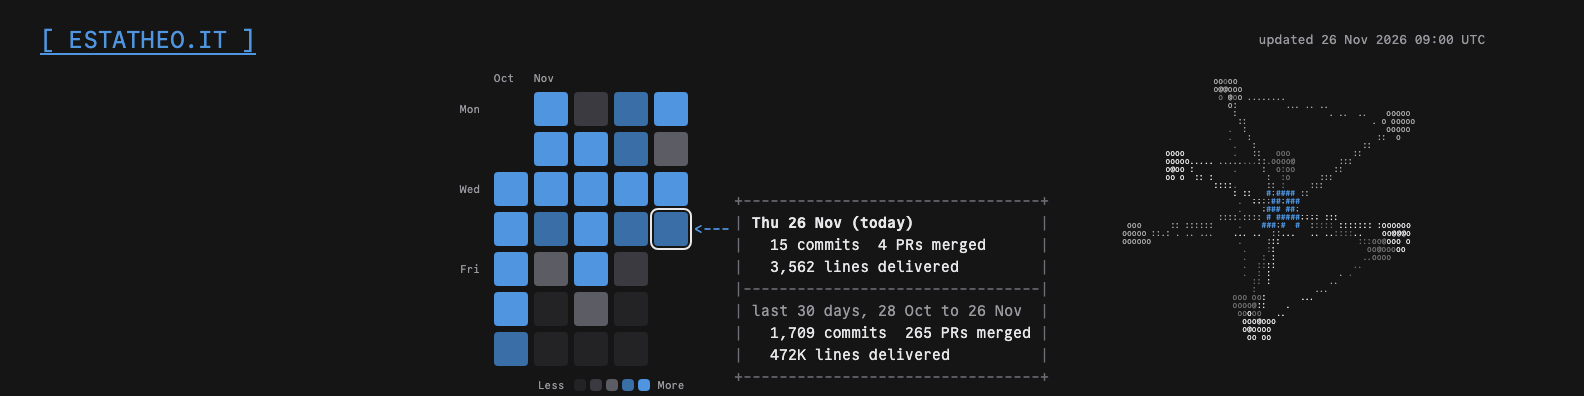 [ ESTATHEO.IT ]
updated 26 Nov 2026 09:00 UTC
Oct Nov
Mon
Wed
Fri
Less More
<--- Thu 26 Nov (today)
15 commits 4 PRs merged
3,562 lines delivered
last 30 days, 28 Oct to 26 Nov
1,709 commits 265 PRs merged
472K lines delivered